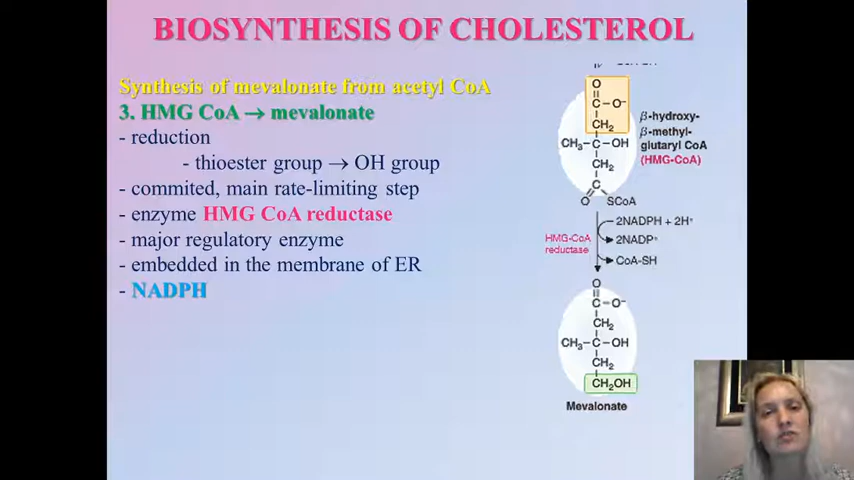 BIOSYNTHESIS OF CHOLESTEROL
Synthesis of mevalonate from acetyl CoA
3. HMG CoA → mevalonate
- reduction
- thioester group → OH group
- commited, main rate-limiting step
- enzyme HMG CoA reductase
- major regulatory enzyme
- embedded in the membrane of ER
- NADPH
O
C–O⁻
CH₂
CH₃–C–OH
CH₂
C
O SCoA
β-hydroxy-
β-methyl-
glutaryl CoA
(HMG-CoA)
2NADPH + 2H⁺
HMG-CoA
reductase
2NADP⁺
CoA-SH
O
C–O⁻
CH₂
CH₃–C–OH
CH₂
CH₂OH
Mevalonate